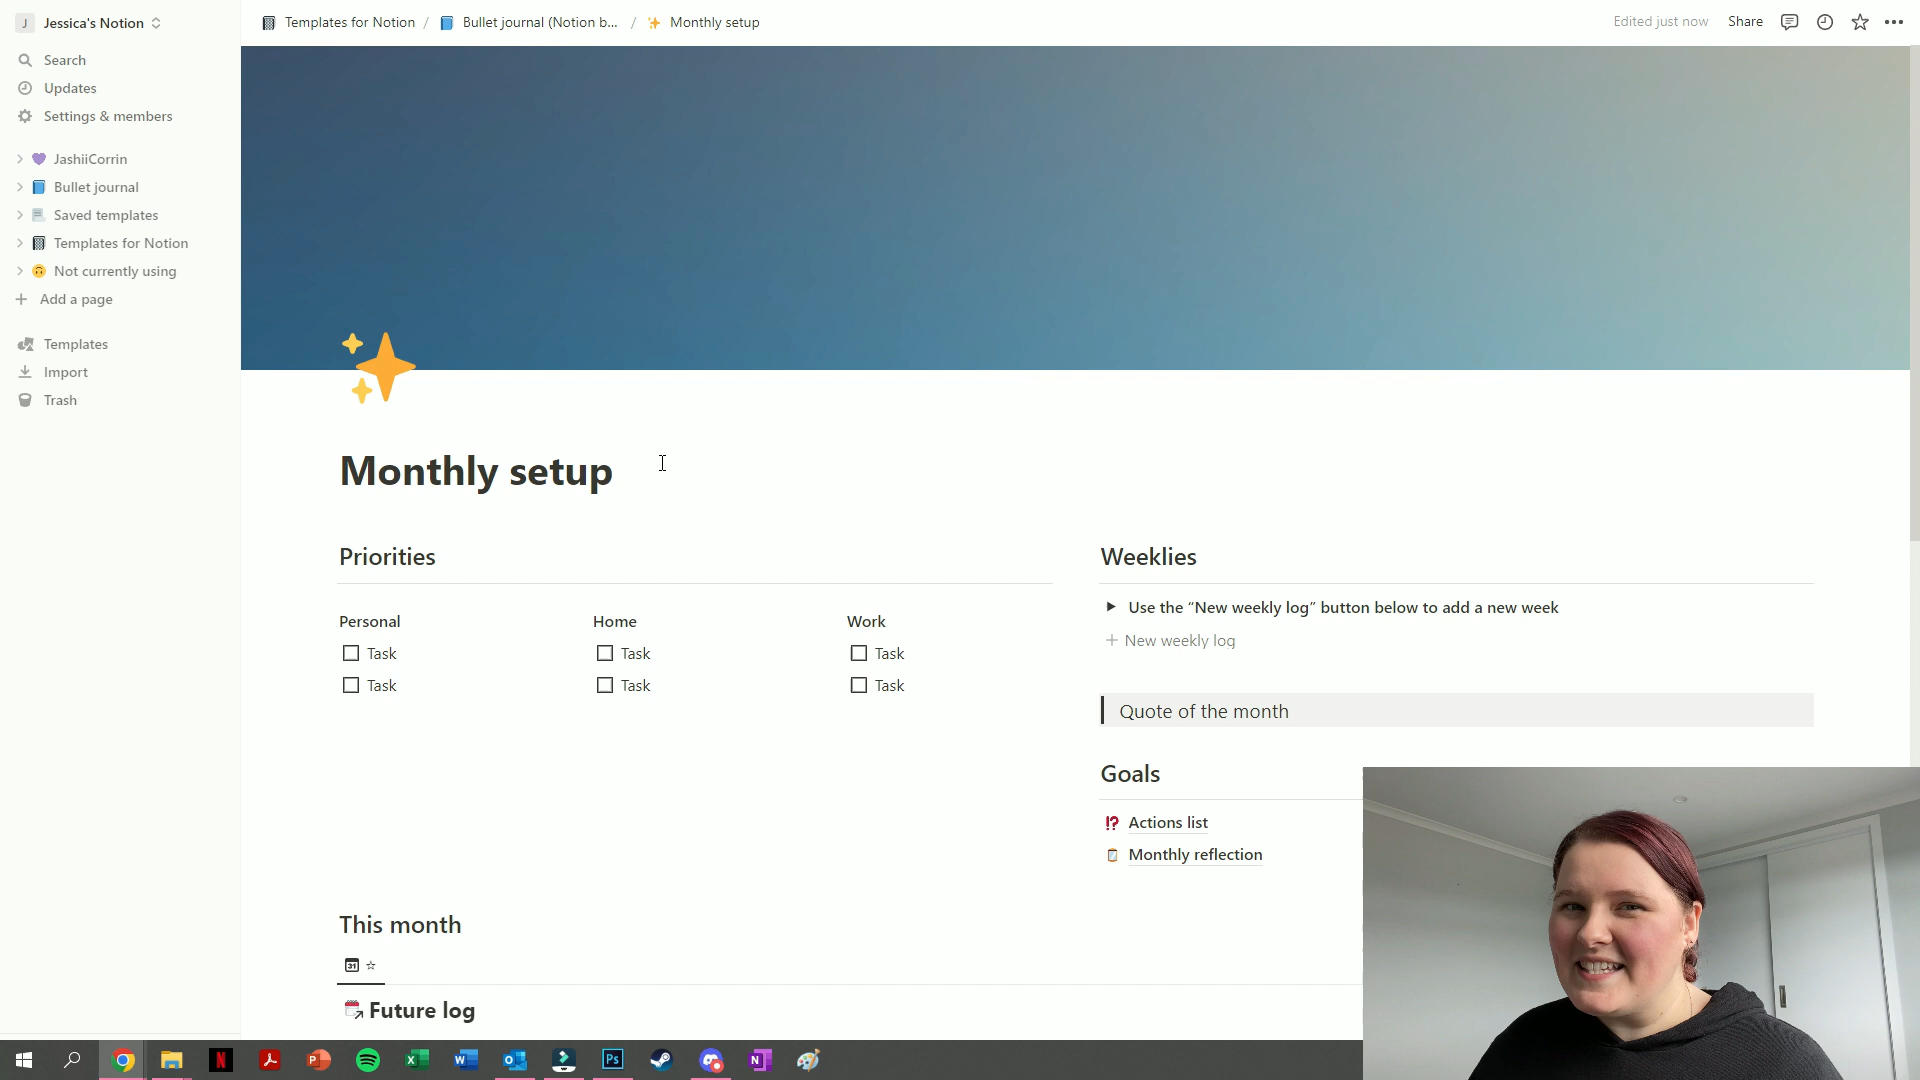 J Jessica's Notion
Templates for Notion / Bullet journal (Notion b... / Monthly setup
Edited just now Share
Search
Updates
Settings & members
JashiiCorrin
Bullet journal
Saved templates
Templates for Notion
Not currently using
Add a page
Templates
Import
Trash
Monthly setup
Priorities
Personal Home Work
Task Task Task
Task Task Task
Weeklies
Use the “New weekly log” button below to add a new week
+ New weekly log
Quote of the month
Goals
⁉ Actions list
Monthly reflection
This month
31
Future log
N P X W O Ps N